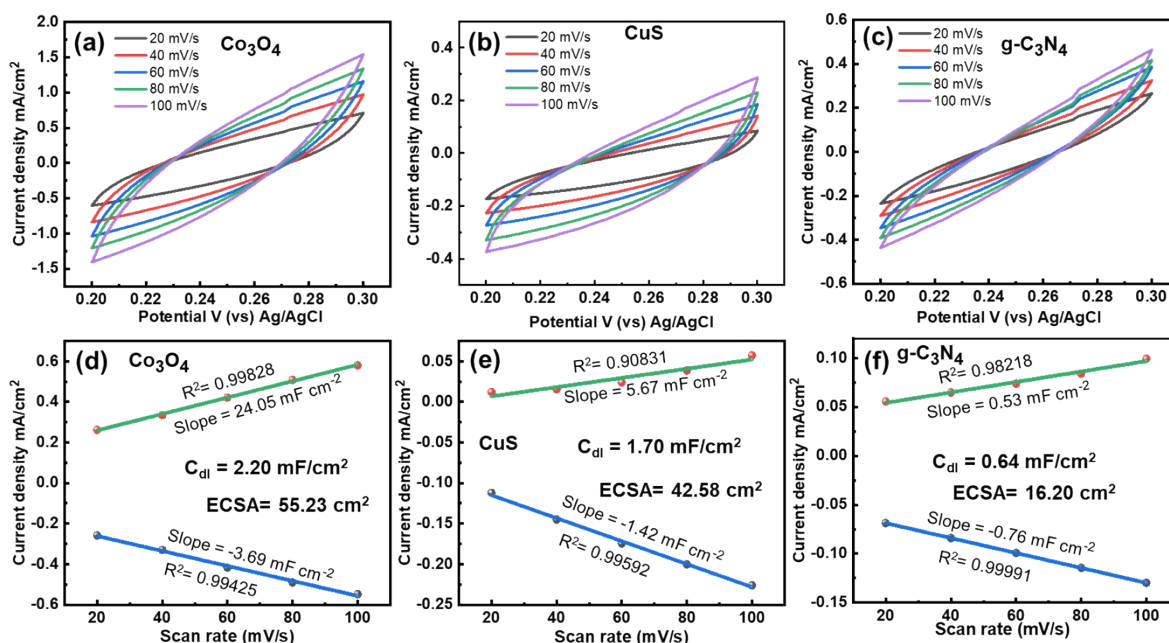 (a)
Co3O4
20 mV/s
40 mV/s
60 mV/s
80 mV/s
100 mV/s
2.0
1.5
1.0
0.5
0.0
-0.5
-1.0
-1.5
0.20 0.22 0.24 0.26 0.28 0.30
Current density mA/cm2
Potential V (vs) Ag/AgCl
(b)
CuS
20 mV/s
40 mV/s
60 mV/s
80 mV/s
100 mV/s
0.4
0.2
0.0
-0.2
-0.4
0.20 0.22 0.24 0.26 0.28 0.30
Current density mA/cm2
Potential V (vs) Ag/AgCl
(c)
g-C3N4
20 mV/s
40 mV/s
60 mV/s
80 mV/s
100 mV/s
0.6
0.4
0.2
0.0
-0.2
-0.4
-0.6
0.20 0.22 0.24 0.26 0.28 0.30
Current density mA/cm2
Potential V (vs) Ag/AgCl
(d)
Co3O4
R2= 0.99828
Slope = 24.05 mF cm-2
Cdl = 2.20 mF/cm2
ECSA= 55.23 cm2
Slope = -3.69 mF cm-2
R2= 0.99425
0.6
0.4
0.2
0.0
-0.2
-0.4
-0.6
20 40 60 80 100
Current density mA/cm2
Scan rate (mV/s)
(e)
R2= 0.90831
Slope = 5.67 mF cm-2
CuS
Cdl = 1.70 mF/cm2
ECSA= 42.58 cm2
Slope = -1.42 mF cm-2
R2= 0.99592
0.05
0.00
-0.05
-0.10
-0.15
-0.20
-0.25
20 40 60 80 100
Current density mA/cm2
Scan rate (mV/s)
(f)
g-C3N4
R2= 0.98218
Slope = 0.53 mF cm-2
Cdl = 0.64 mF/cm2
ECSA= 16.20 cm2
Slope = -0.76 mF cm-2
R2= 0.99991
0.10
0.05
0.00
-0.05
-0.10
-0.15
20 40 60 80 100
Current density mA/cm2
Scan rate (mV/s)